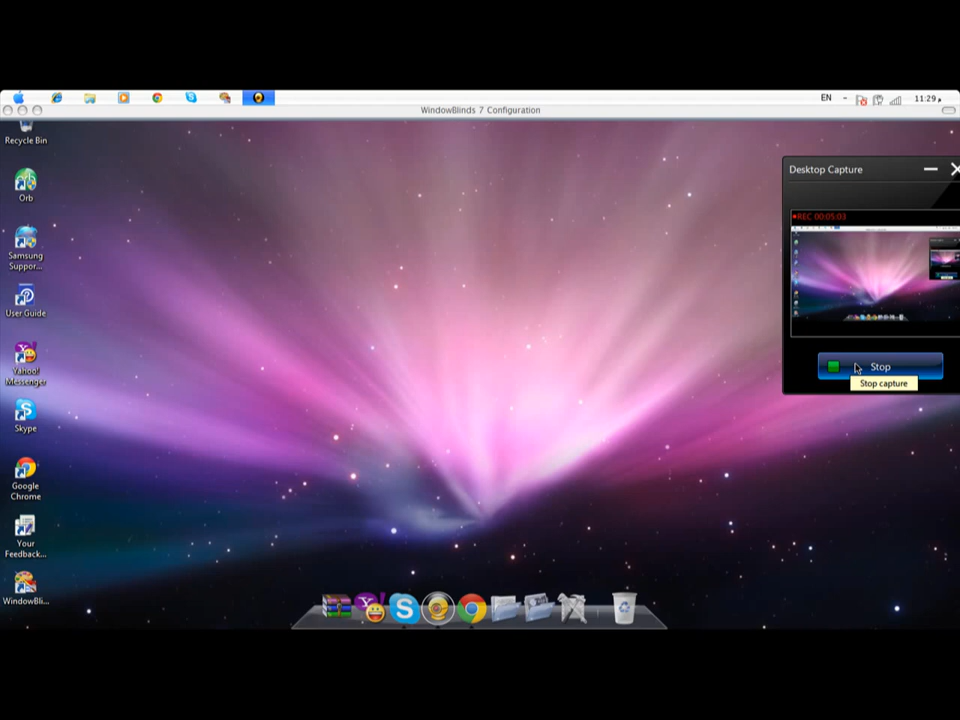 EN
11:29 م
WindowBlinds 7 Configuration
Recycle Bin
Orb
Samsung
Suppor...
User Guide
Yahoo!
Messenger
Skype
Google
Chrome
Your
Feedback...
WindowBli...
Desktop Capture
REC 00:05:03
Stop
Stop capture